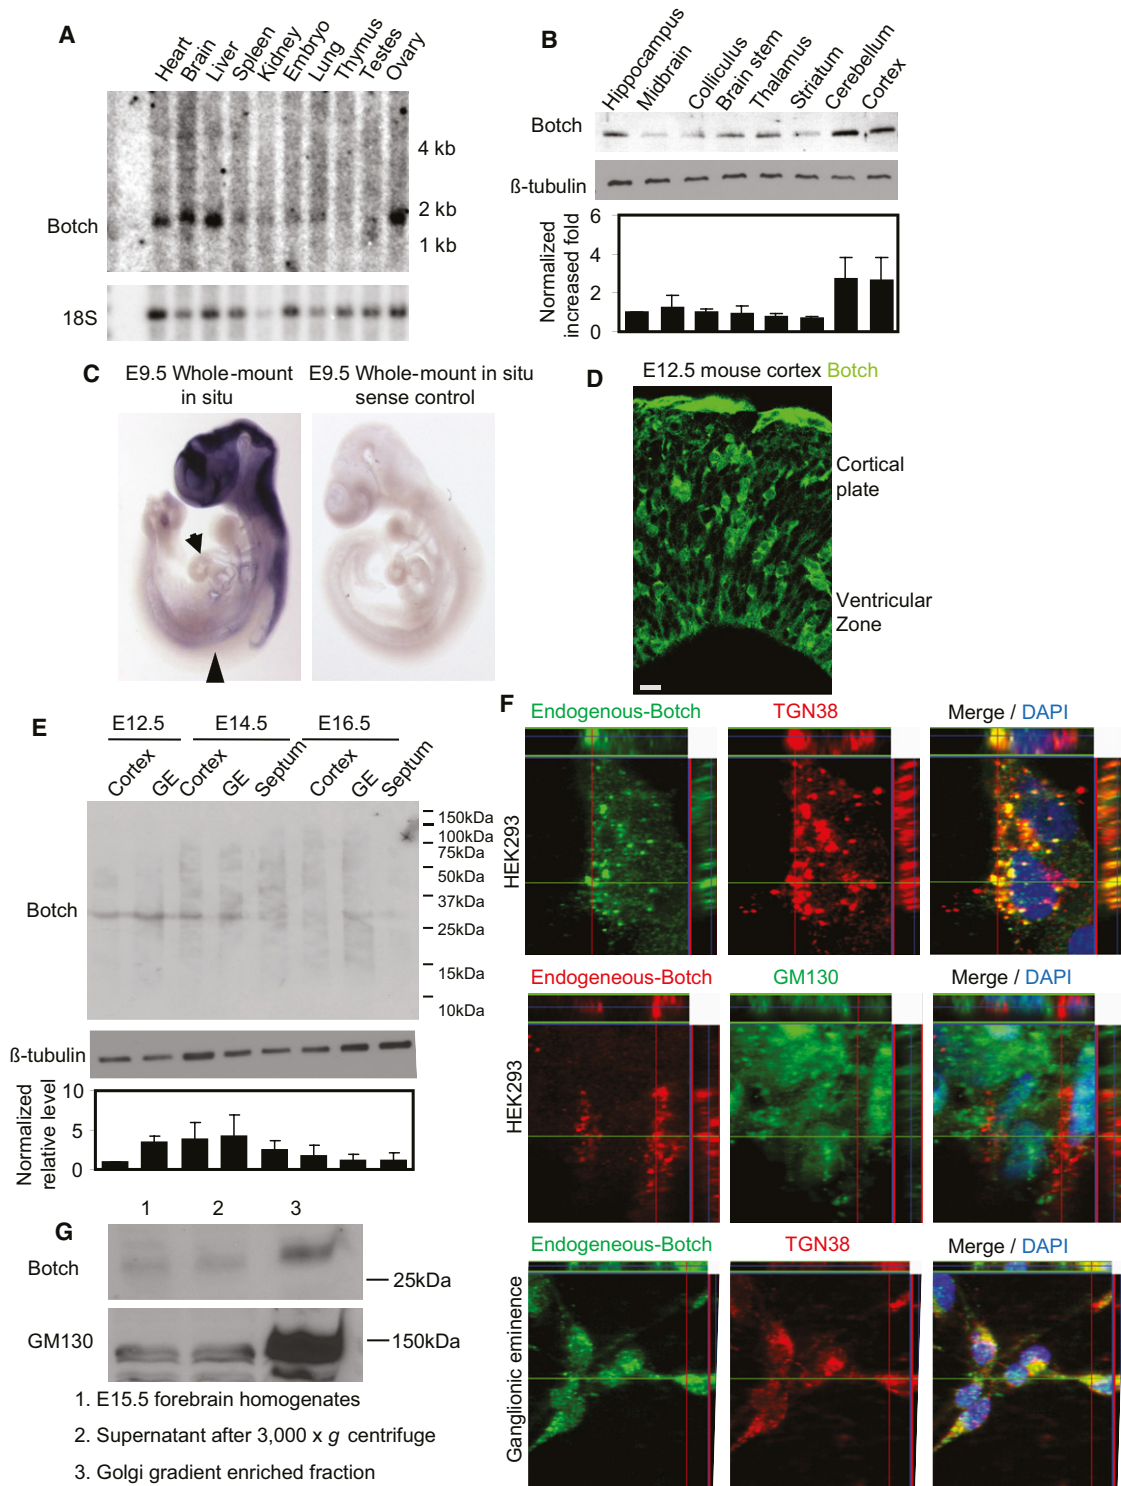 A
Heart
Brain
Liver
Spleen
Kidney
Embryo
Lung
Thymus
Testes
Ovary
4 kb
2 kb
1 kb
Botch
18S
B
Hippocampus
Midbrain
Colliculus
Brain stem
Thalamus
Striatum
Cerebellum
Cortex
Botch
ß-tubulin
Normalized
increased fold
6
4
2
0
C
E9.5 Whole-mount
in situ
E9.5 Whole-mount in situ
sense control
D
E12.5 mouse cortex Botch
Cortical
plate
Ventricular
Zone
E
E12.5
E14.5
E16.5
Cortex
GE
Cortex
GE
Septum
Cortex
GE
Septum
150kDa
100kDa
75kDa
50kDa
37kDa
25kDa
15kDa
10kDa
Botch
ß-tubulin
Normalized
relative level
10
5
0
F
Endogenous-Botch
TGN38
Merge / DAPI
HEK293
Endogeneous-Botch
GM130
Merge / DAPI
HEK293
Endogeneous-Botch
TGN38
Merge / DAPI
Ganglionic eminence
G
1
2
3
Botch
25kDa
GM130
150kDa
1. E15.5 forebrain homogenates
2. Supernatant after 3,000 x g centrifuge
3. Golgi gradient enriched fraction